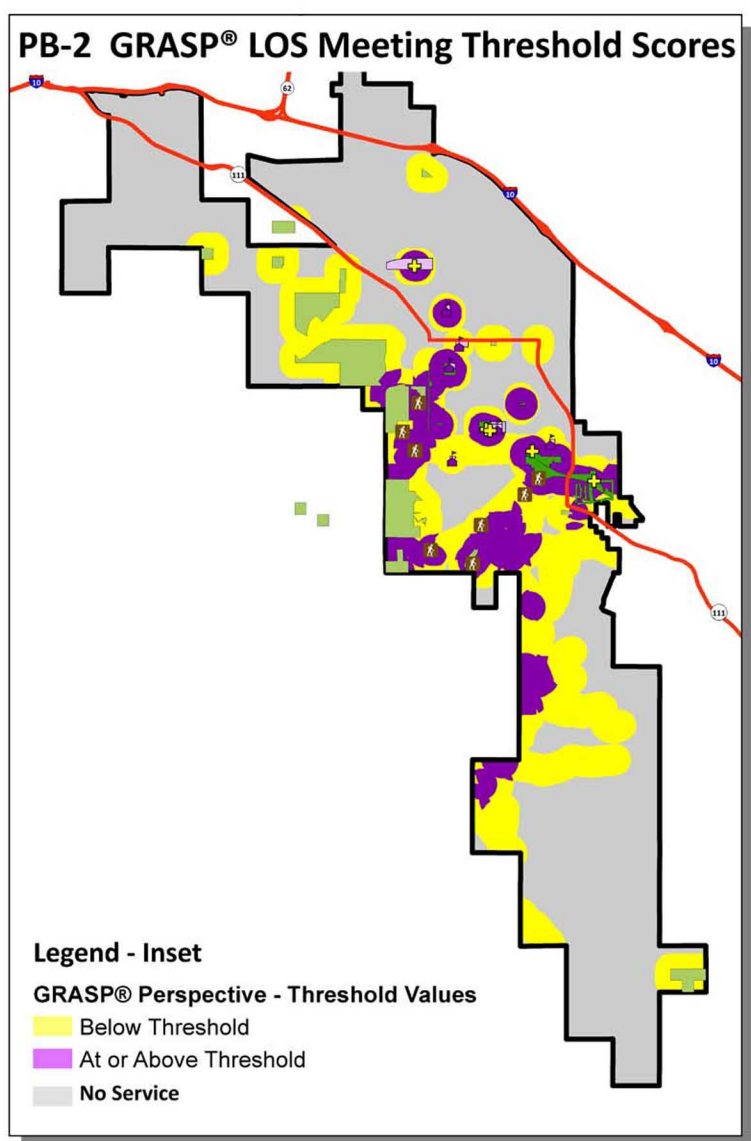 PB-2 GRASP® LOS Meeting Threshold Scores
10
62
111
10
10
111
Legend - Inset
GRASP® Perspective - Threshold Values
Below Threshold
At or Above Threshold
No Service